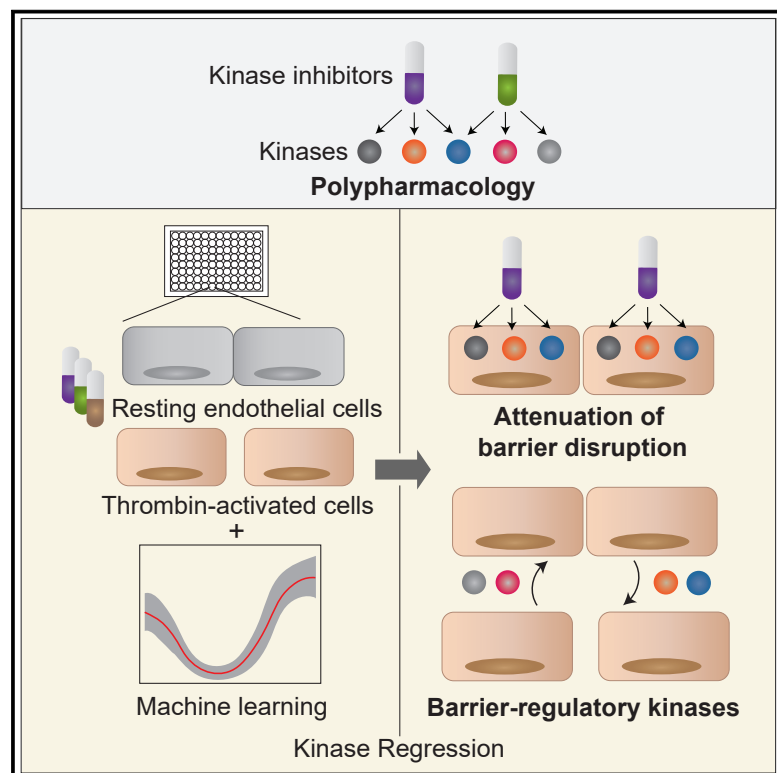 Kinase inhibitors
Kinases
Polypharmacology
Resting endothelial cells
Thrombin-activated cells
+
Machine learning
Attenuation of
barrier disruption
Barrier-regulatory kinases
Kinase Regression